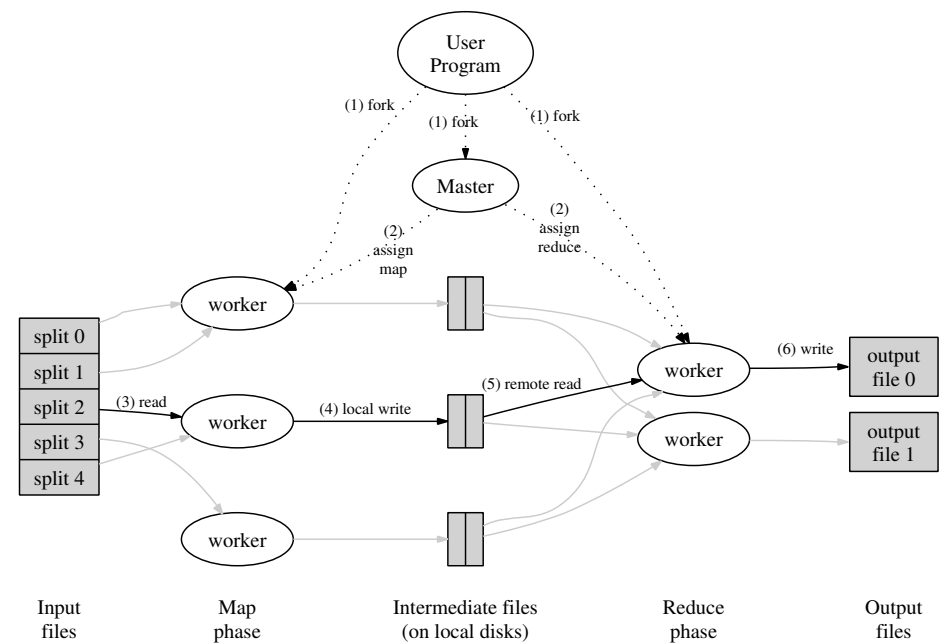 User
Program
(1) fork
(1) fork
(1) fork
Master
(2)
assign
map
(2)
assign
reduce
worker
split 0
split 1
split 2
split 3
split 4
(3) read
worker
(4) local write
(5) remote read
worker
(6) write
output
file 0
worker
output
file 1
worker
Input
files
Map
phase
Intermediate files
(on local disks)
Reduce
phase
Output
files